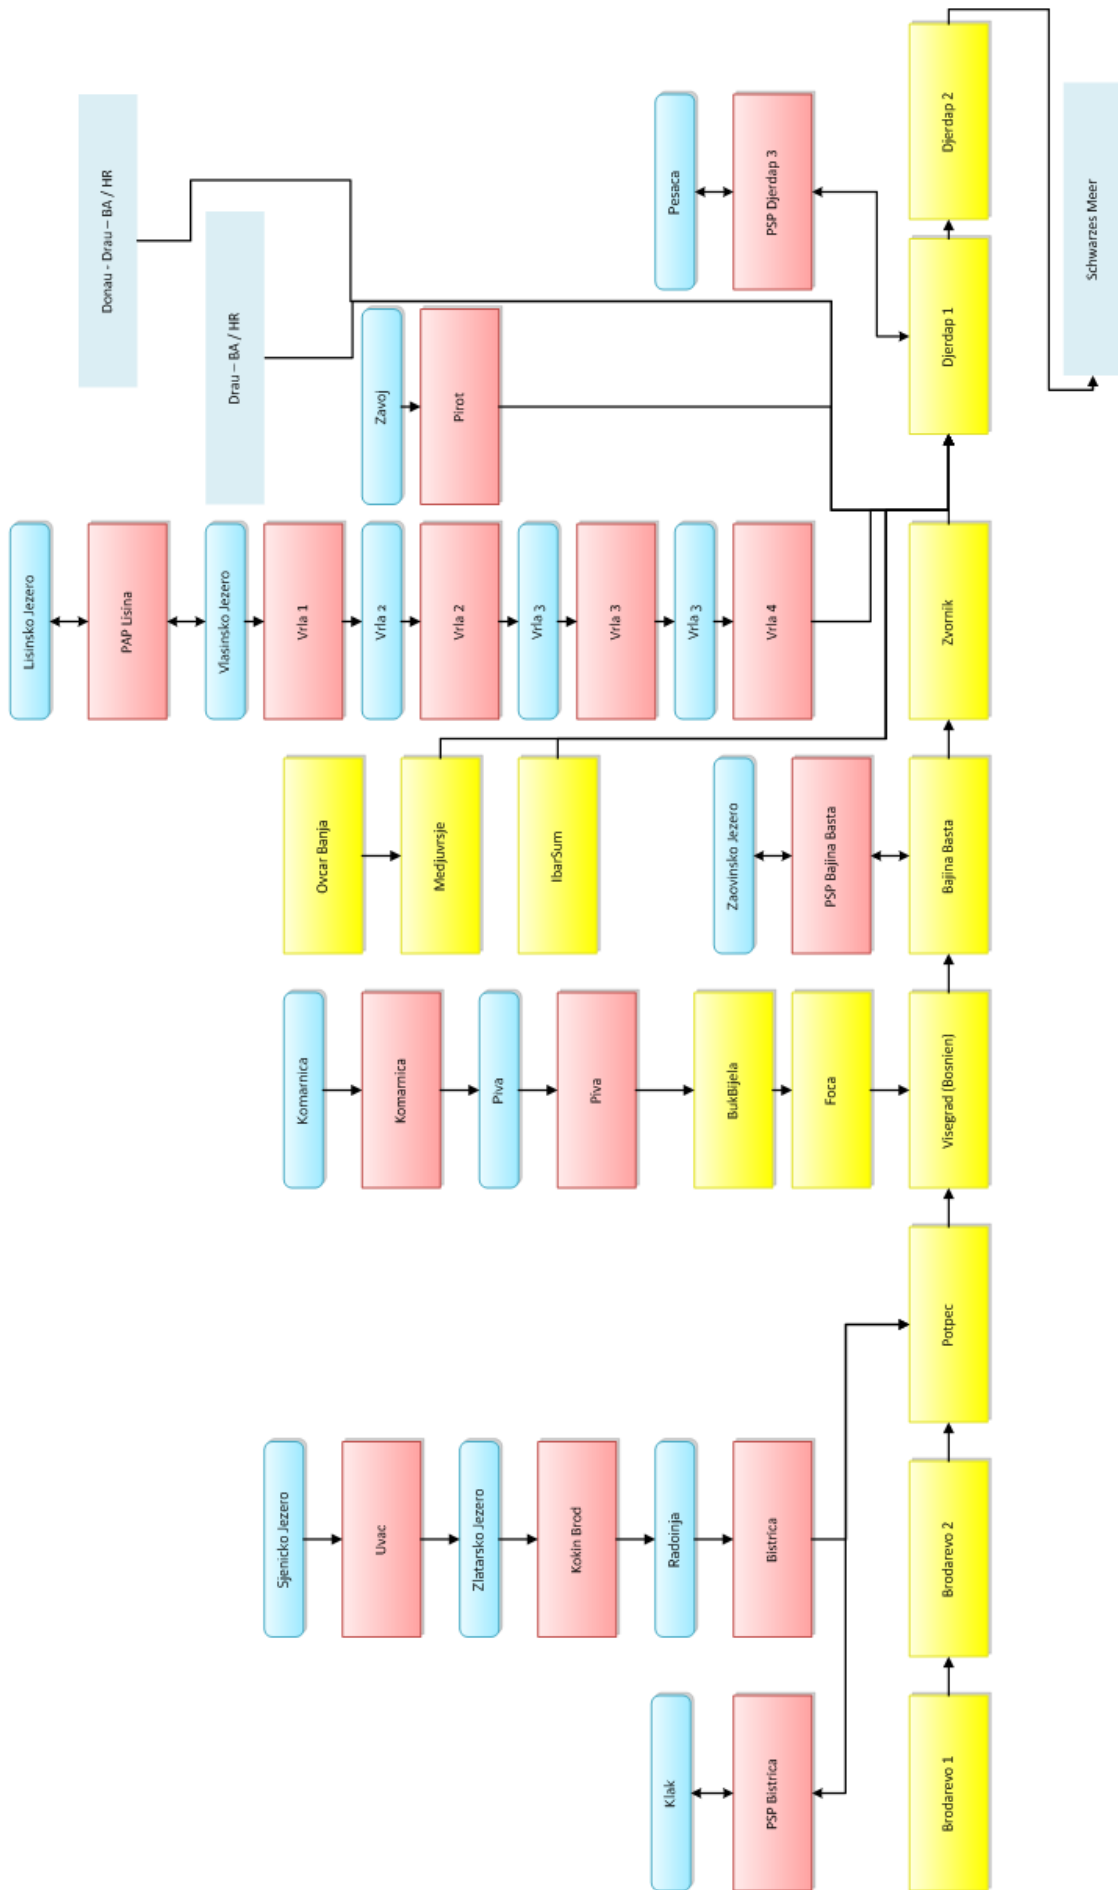 Lisinsko Jezero
PAP Lisina
Vlasinsko Jezero
Vrla 1
Vrla 2
Vrla 2
Vrla 3
Vrla 3
Vrla 3
Vrla 4
Donau - Drau – BA / HR
Drau – BA / HR
Zavoj
Pirot
Pesaca
PSP Djerdap 3
Djerdap 2
Djerdap 1
Schwarzes Meer
Ovcar Banja
Medjuvrsje
IbarSum
Zaovinsko Jezero
PSP Bajina Basta
Bajina Basta
Zvornik
Komarnica
Komarnica
Piva
Piva
BukBijela
Foca
Visegrad (Bosnien)
Sjenicko Jezero
Uvac
Zlatarsko Jezero
Kokin Brod
Radoinja
Bistrica
Potpec
Klak
PSP Bistrica
Brodarevo 2
Brodarevo 1